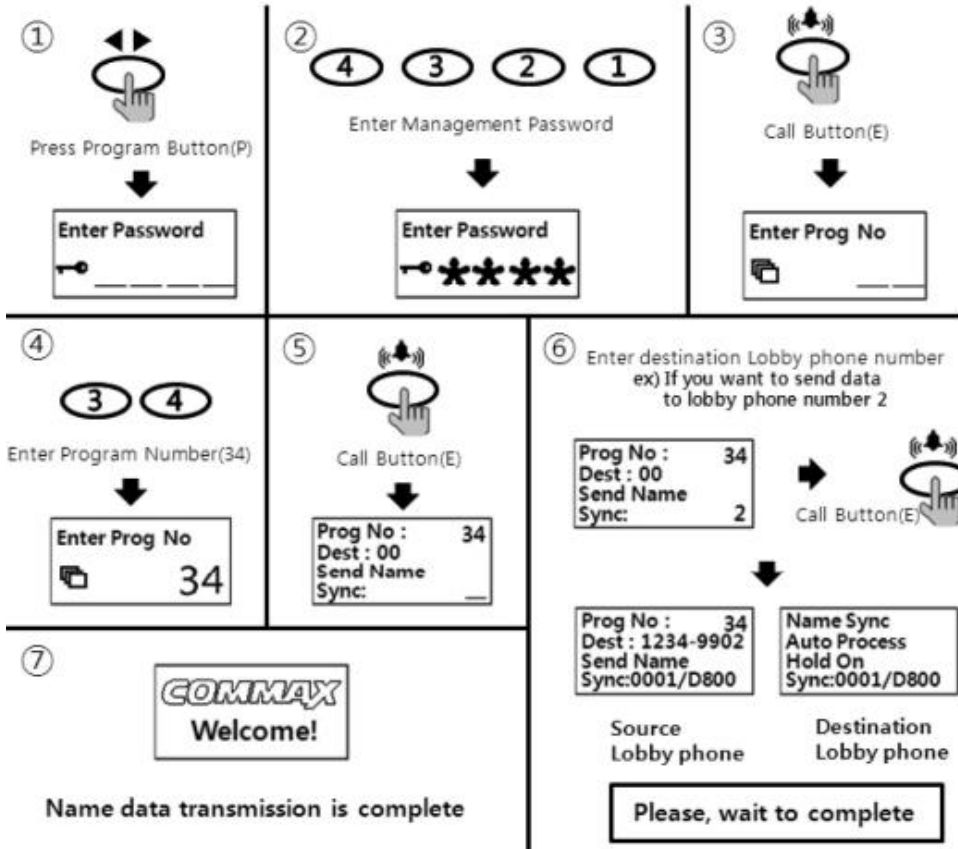 ①
Press Program Button(P)
Enter Password
②
4 3 2 1
Enter Management Password
Enter Password
③
Call Button(E)
Enter Prog No
④
3 4
Enter Program Number(34)
Enter Prog No
34
⑤
Call Button(E)
Prog No : 34
Dest : 00
Send Name
Sync: _
⑥
Enter destination Lobby phone number
ex) If you want to send data
to lobby phone number 2
Prog No : 34
Dest : 00
Send Name
Sync: 2
Call Button(E)
Prog No : 34
Dest : 1234-9902
Send Name
Sync:0001/D800
Source
Lobby phone
Name Sync
Auto Process
Hold On
Sync:0001/D800
Destination
Lobby phone
Please, wait to complete
⑦
COMMAX
Welcome!
Name data transmission is complete